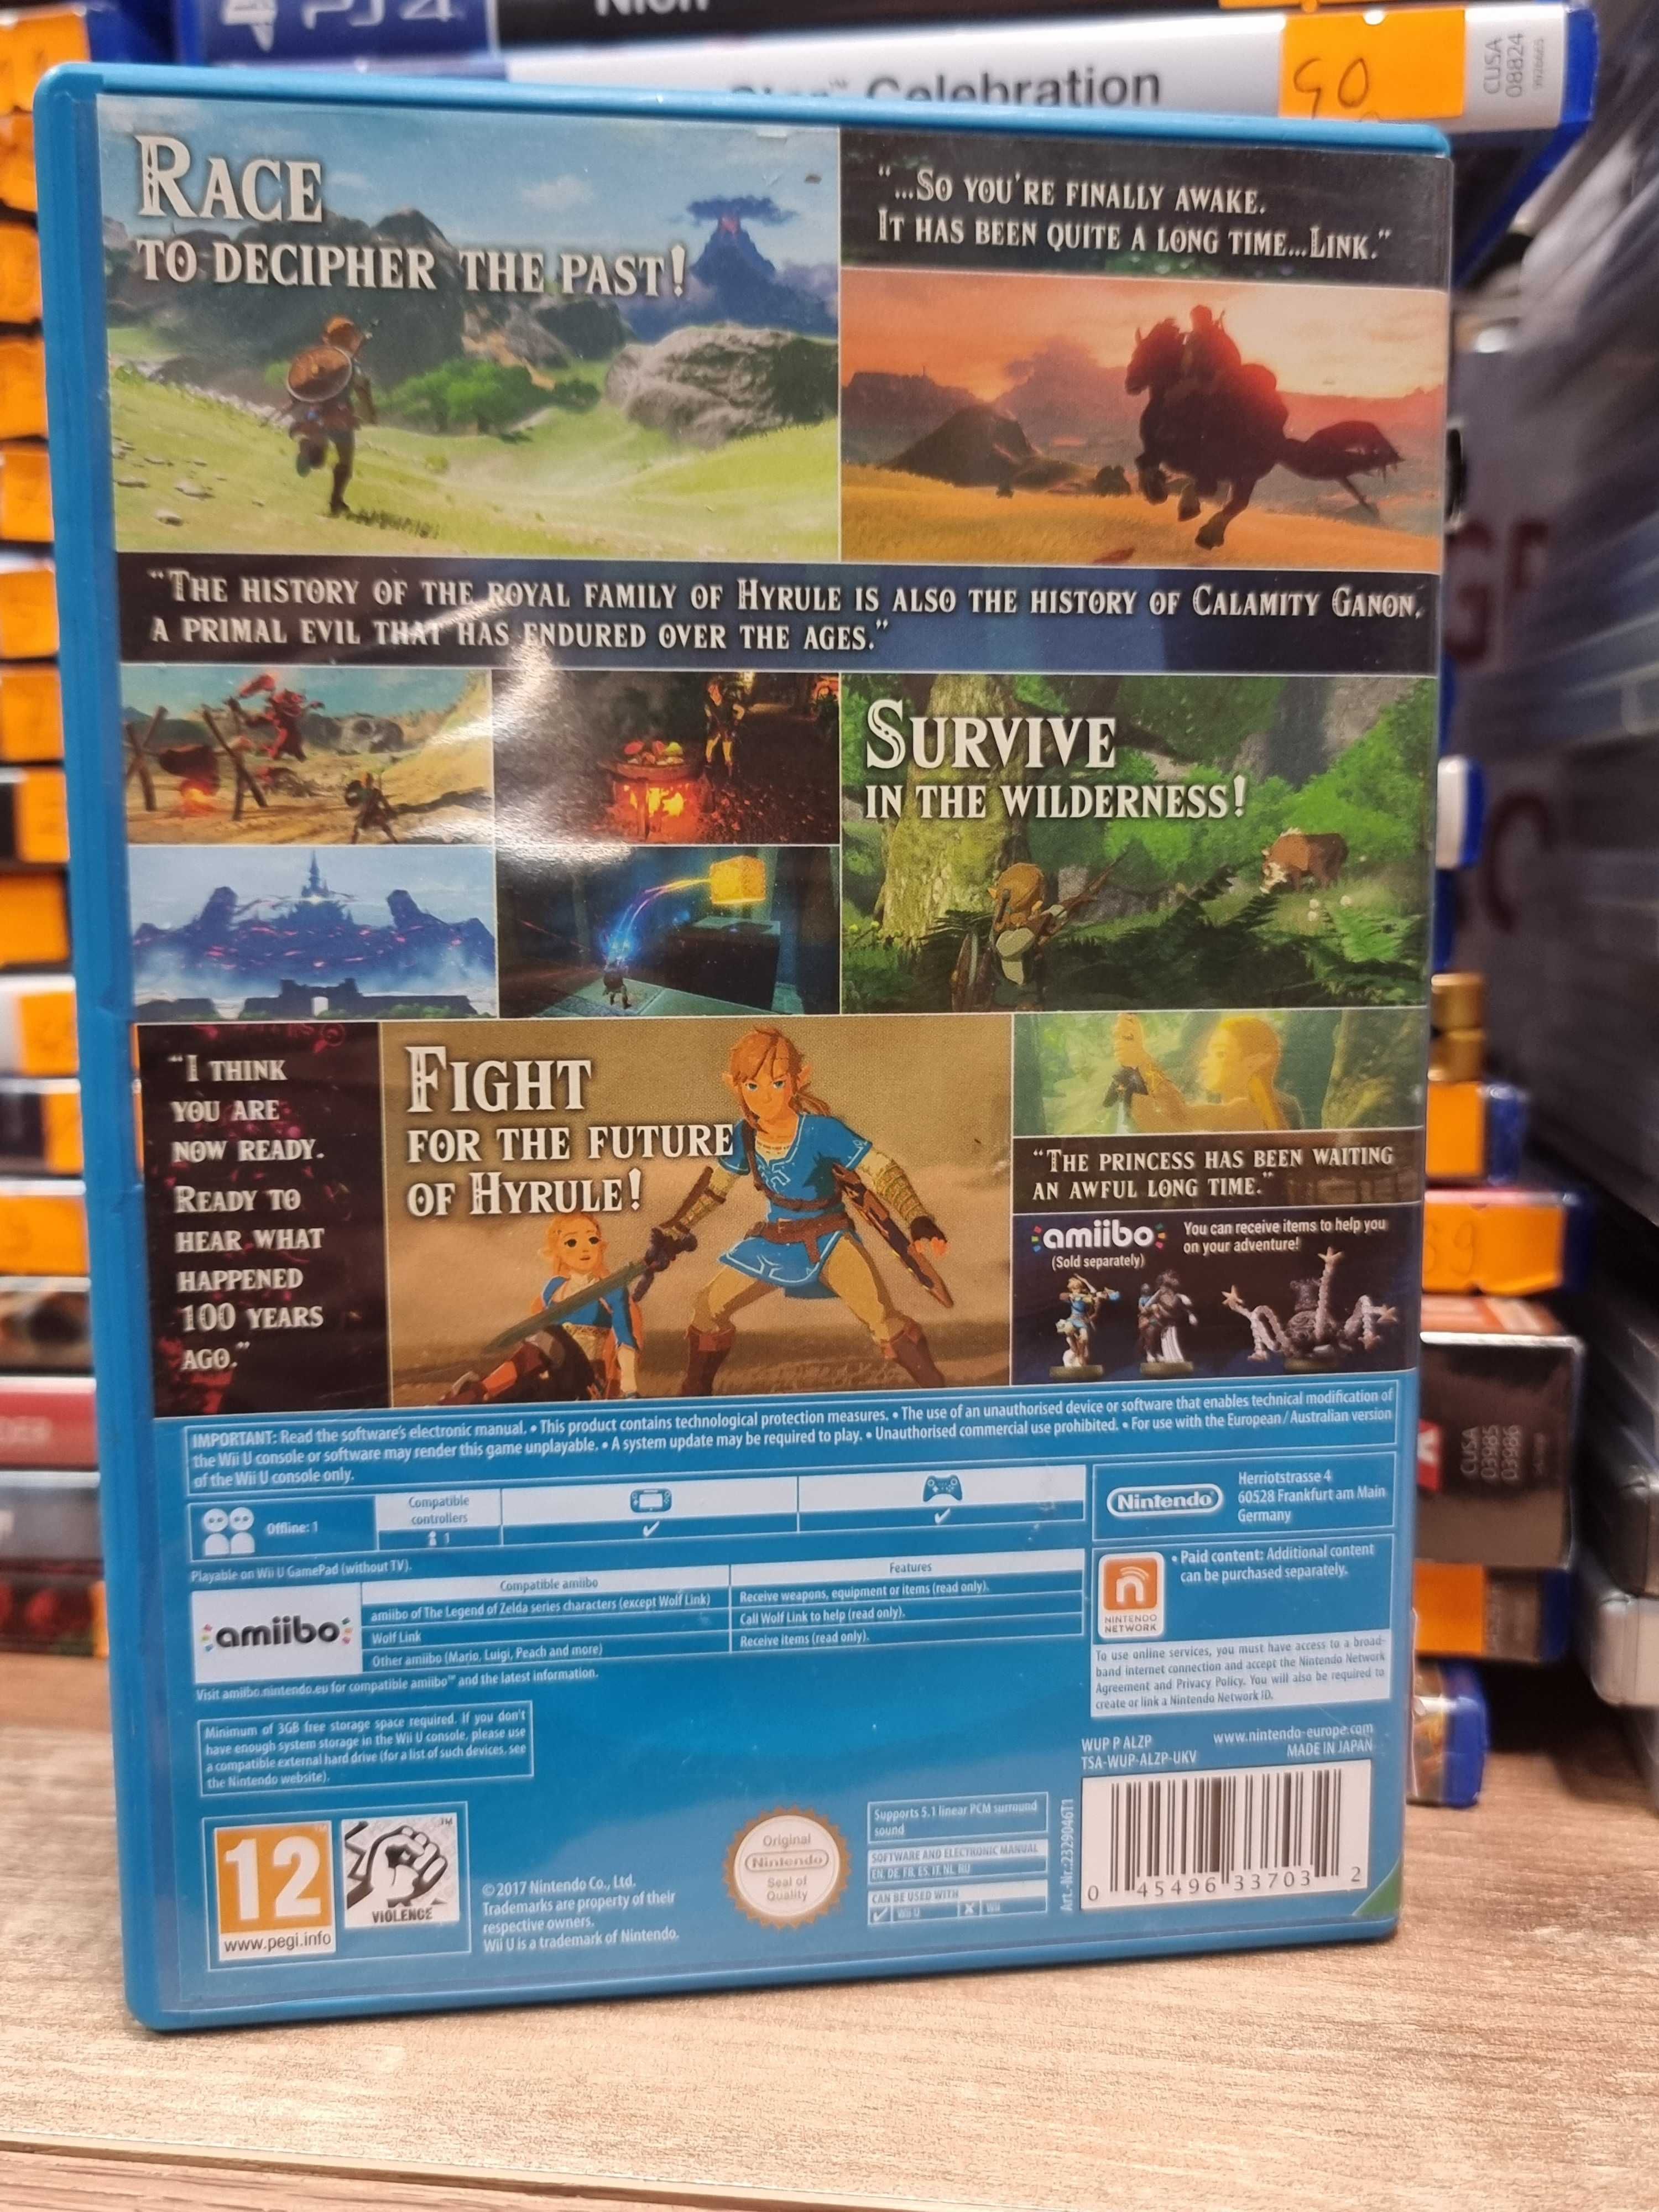 PS4
Celebration
50
CUSA
08824
RACE
TO DECIPHER THE PAST!
"...SO YOU'RE FINALLY AWAKE.
IT HAS BEEN QUITE A LONG TIME...LINK."
"THE HISTORY OF THE ROYAL FAMILY OF HYRULE IS ALSO THE HISTORY OF CALAMITY GANON,
A PRIMAL EVIL THAT HAS ENDURED OVER THE AGES."
SURVIVE
IN THE WILDERNESS!
"I THINK
YOU ARE
NOW READY.
READY TO
HEAR WHAT
HAPPENED
100 YEARS
AGO."
FIGHT
FOR THE FUTURE
OF HYRULE!
"THE PRINCESS HAS BEEN WAITING
AN AWFUL LONG TIME."
amiibo
(Sold separately)
You can receive items to help you
on your adventure!
69
CUSA
03985
03986
IMPORTANT: Read the software's electronic manual. • This product contains technological protection measures. • The use of an unauthorised device or software that enables technical modification of
the Wii U console or software may render this game unplayable. • A system update may be required to play. • Unauthorised commercial use prohibited. • For use with the European / Australian version
of the Wii U console only.
Offline: 1
Compatible
controllers
1
Playable on Wii U GamePad (without TV).
Nintendo
Herriotstrasse 4
60528 Frankfurt am Main
Germany
amiibo
Compatible amiibo
Features
amiibo of The Legend of Zelda series characters (except Wolf Link)
Receive weapons, equipment or items (read only).
Wolf Link
Call Wolf Link to help (read only).
Other amiibo (Mario, Luigi, Peach and more)
Receive items (read only).
Visit amiibo.nintendo.eu for compatible amiibo™ and the latest information.
NINTENDO
NETWORK
• Paid content: Additional content
can be purchased separately.
To use online services, you must have access to a broad-
band internet connection and accept the Nintendo Network
Agreement and Privacy Policy. You will also be required to
create or link a Nintendo Network ID.
Minimum of 3GB free storage space required. If you don't
have enough system storage in the Wii U console, please use
a compatible external hard drive (for a list of such devices, see
the Nintendo website).
WUP P ALZP
TSA-WUP-ALZP-UKV
www.nintendo-europe.com
MADE IN JAPAN
12
www.pegi.info
VIOLENCE
TM
© 2017 Nintendo Co., Ltd.
Trademarks are property of their
respective owners.
Wii U is a trademark of Nintendo.
Original
Nintendo
Seal of
Quality
Supports 5.1 linear PCM surround
sound
SOFTWARE AND ELECTRONIC MANUAL
EN, DE, FR, ES, IT, NL, RU
CAN BE USED WITH
Wii U
Wii
Art.-Nr.:2329046T1
0 45496 33703 2